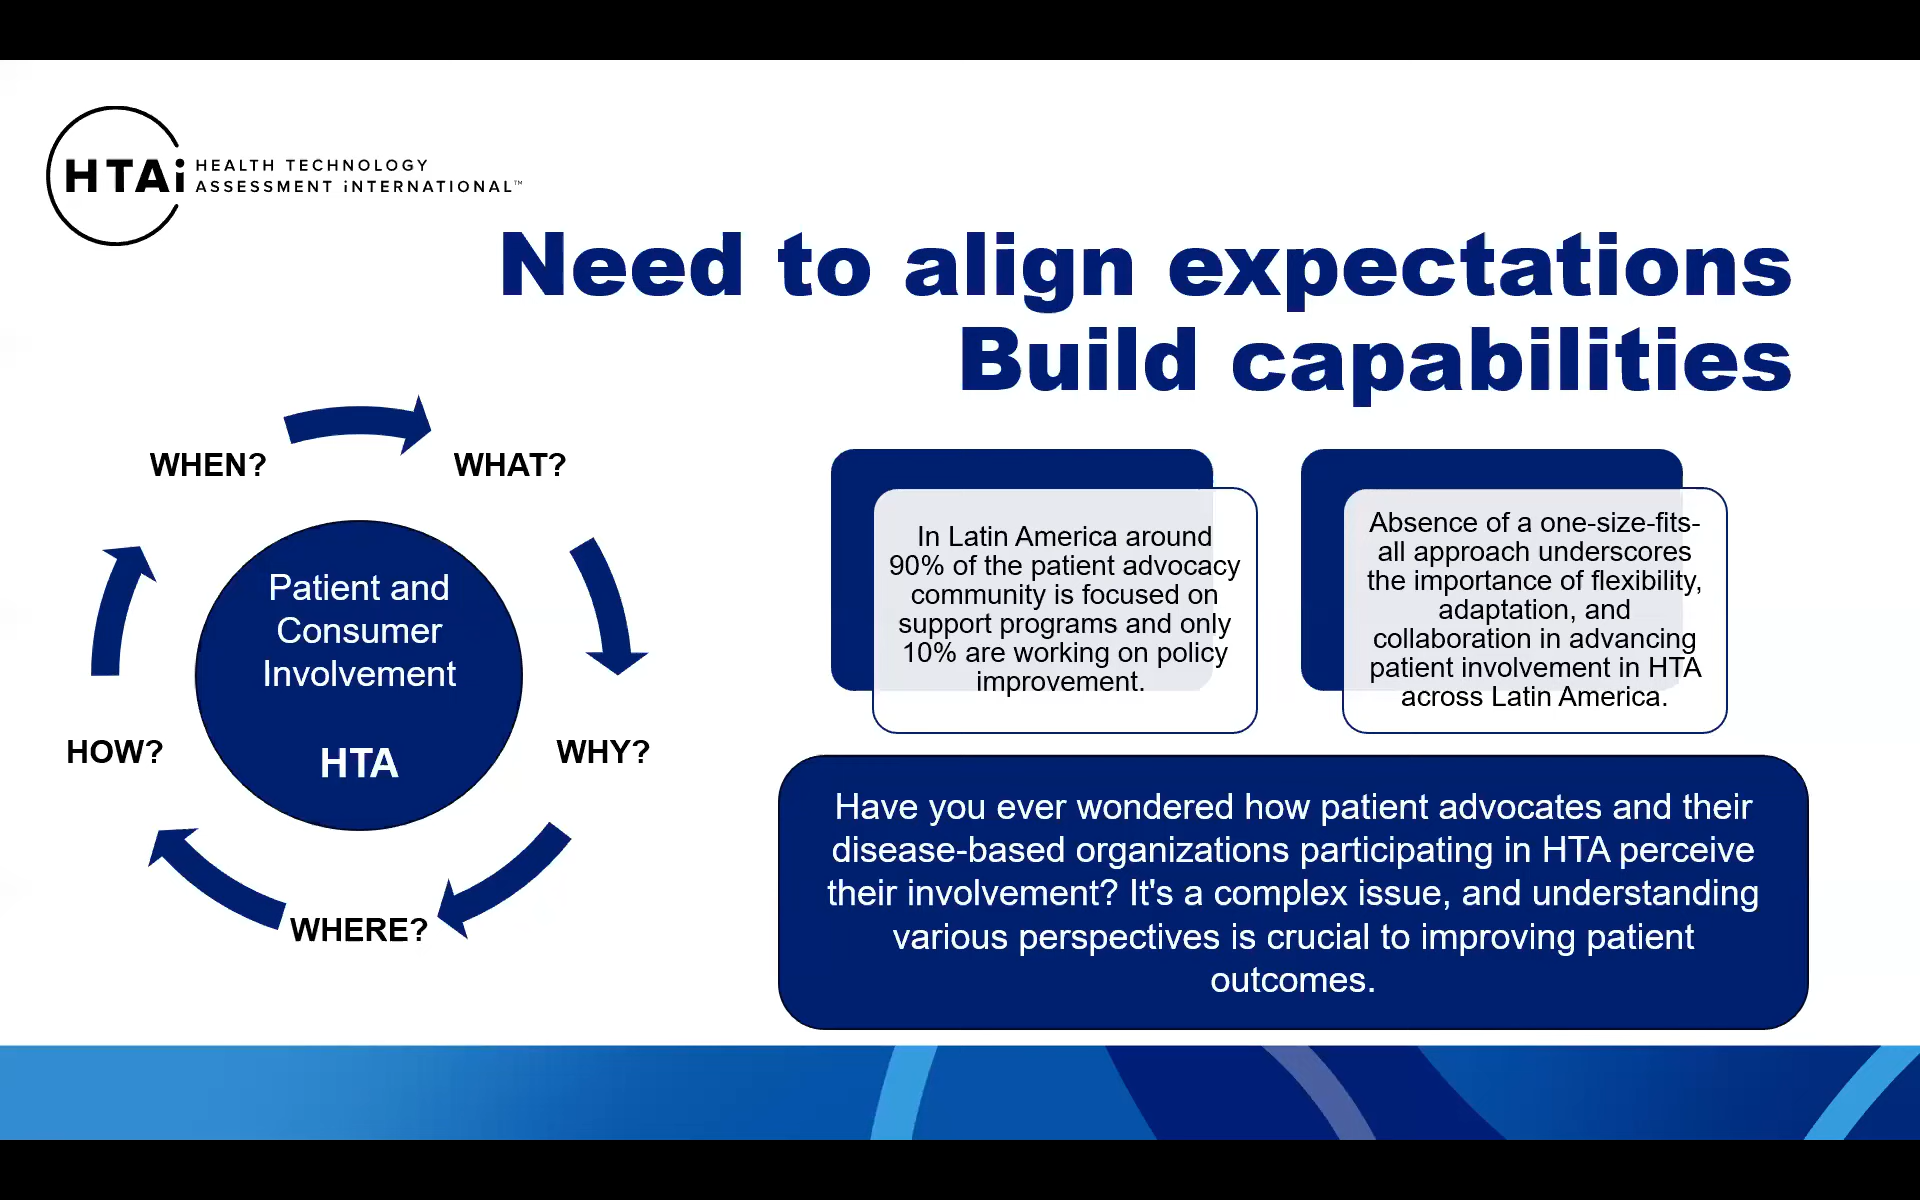 HTAi
HEALTH TECHNOLOGY
ASSESSMENT iNTERNATIONAL™
Need to align expectations
Build capabilities
WHEN?
WHAT?
WHY?
WHERE?
HOW?
Patient and
Consumer
Involvement
HTA
In Latin America around
90% of the patient advocacy
community is focused on
support programs and only
10% are working on policy
improvement.
Absence of a one-size-fits-
all approach underscores
the importance of flexibility,
adaptation, and
collaboration in advancing
patient involvement in HTA
across Latin America.
Have you ever wondered how patient advocates and their
disease-based organizations participating in HTA perceive
their involvement? It's a complex issue, and understanding
various perspectives is crucial to improving patient
outcomes.